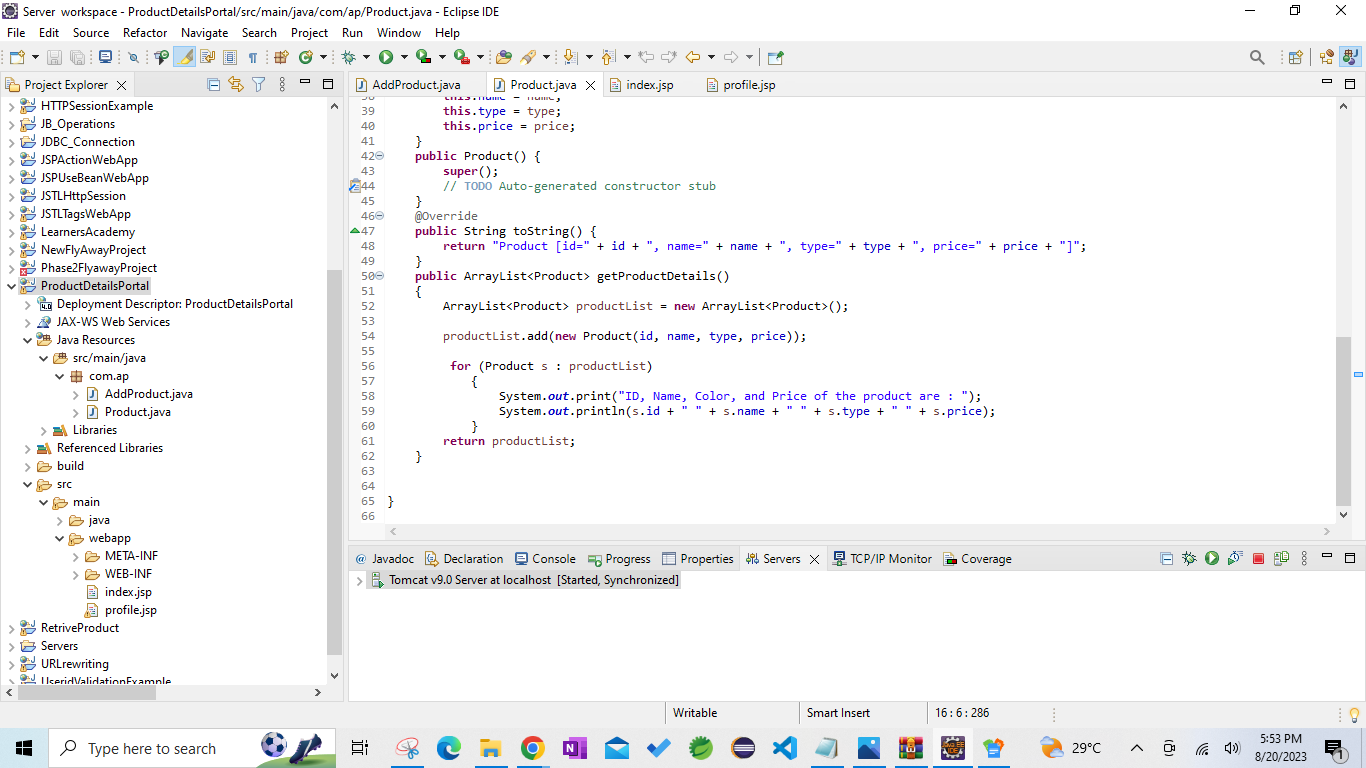 Server workspace - ProductDetailsPortal/src/main/java/com/ap/Product.java - Eclipse IDE
File Edit Source Refactor Navigate Search Project Run Window Help
Project Explorer
HTTPSessionExample
JB_Operations
JDBC_Connection
JSPActionWebApp
JSPUseBeanWebApp
JSTLHttpSession
JSTLTagsWebApp
LearnersAcademy
NewFlyAwayProject
Phase2FlyawayProject
ProductDetailsPortal
Deployment Descriptor: ProductDetailsPortal
JAX-WS Web Services
Java Resources
src/main/java
com.ap
AddProduct.java
Product.java
Libraries
Referenced Libraries
build
src
main
java
webapp
META-INF
WEB-INF
index.jsp
profile.jsp
RetriveProduct
Servers
URLrewriting
UseridValidationExample
AddProduct.java Product.java index.jsp profile.jsp
38 this.name = name;
39 this.type = type;
40 this.price = price;
41 }
42 public Product() {
43 super();
44 // TODO Auto-generated constructor stub
45 }
46 @Override
47 public String toString() {
48 return "Product [id=" + id + ", name=" + name + ", type=" + type + ", price=" + price + "]";
49 }
50 public ArrayList<Product> getProductDetails()
51 {
52 ArrayList<Product> productList = new ArrayList<Product>();
53
54 productList.add(new Product(id, name, type, price));
55
56 for (Product s : productList)
57 {
58 System.out.print("ID, Name, Color, and Price of the product are : ");
59 System.out.println(s.id + " " + s.name + " " + s.type + " " + s.price);
60 }
61 return productList;
62 }
63
64
65 }
66
@ Javadoc Declaration Console Progress Properties Servers TCP/IP Monitor Coverage
Tomcat v9.0 Server at localhost [Started, Synchronized]
Writable Smart Insert 16 : 6 : 286
Type here to search
29°C
5:53 PM
8/20/2023
1